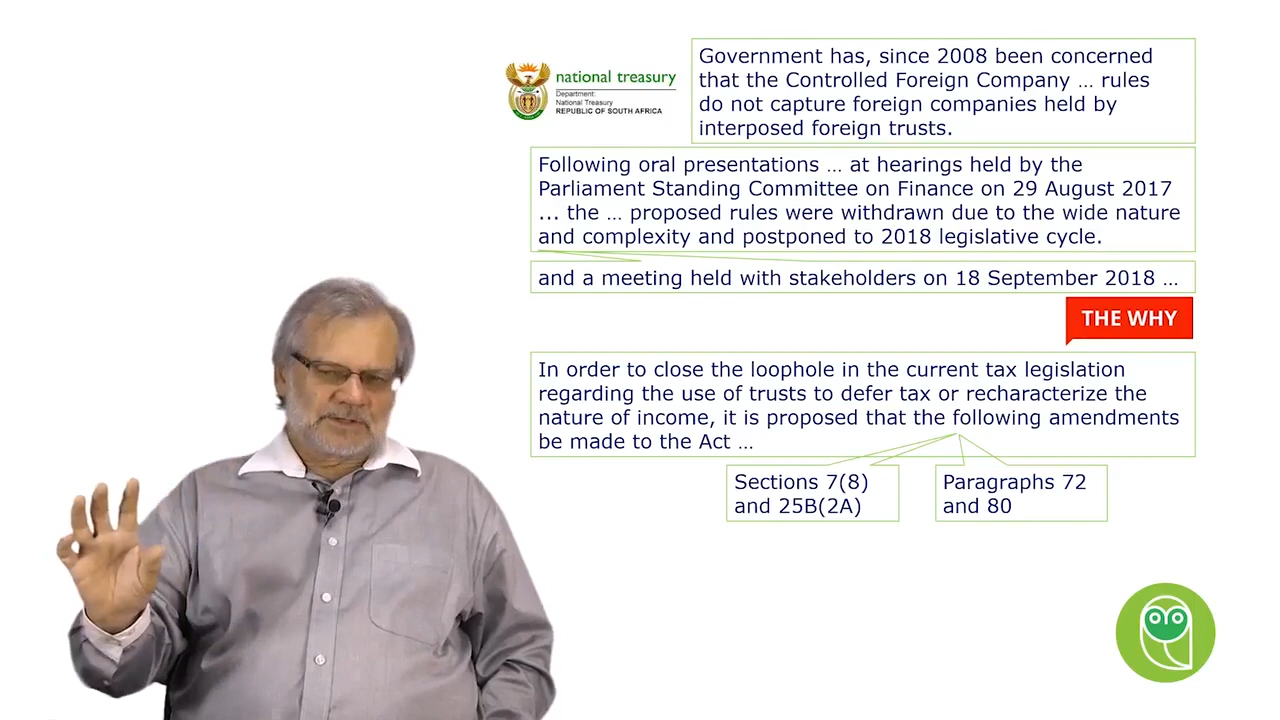 national treasury
Department:
National Treasury
REPUBLIC OF SOUTH AFRICA
Government has, since 2008 been concerned
that the Controlled Foreign Company … rules
do not capture foreign companies held by
interposed foreign trusts.
Following oral presentations … at hearings held by the
Parliament Standing Committee on Finance on 29 August 2017
... the … proposed rules were withdrawn due to the wide nature
and complexity and postponed to 2018 legislative cycle.
and a meeting held with stakeholders on 18 September 2018 …
THE WHY
In order to close the loophole in the current tax legislation
regarding the use of trusts to defer tax or recharacterize the
nature of income, it is proposed that the following amendments
be made to the Act …
Sections 7(8)
and 25B(2A)
Paragraphs 72
and 80